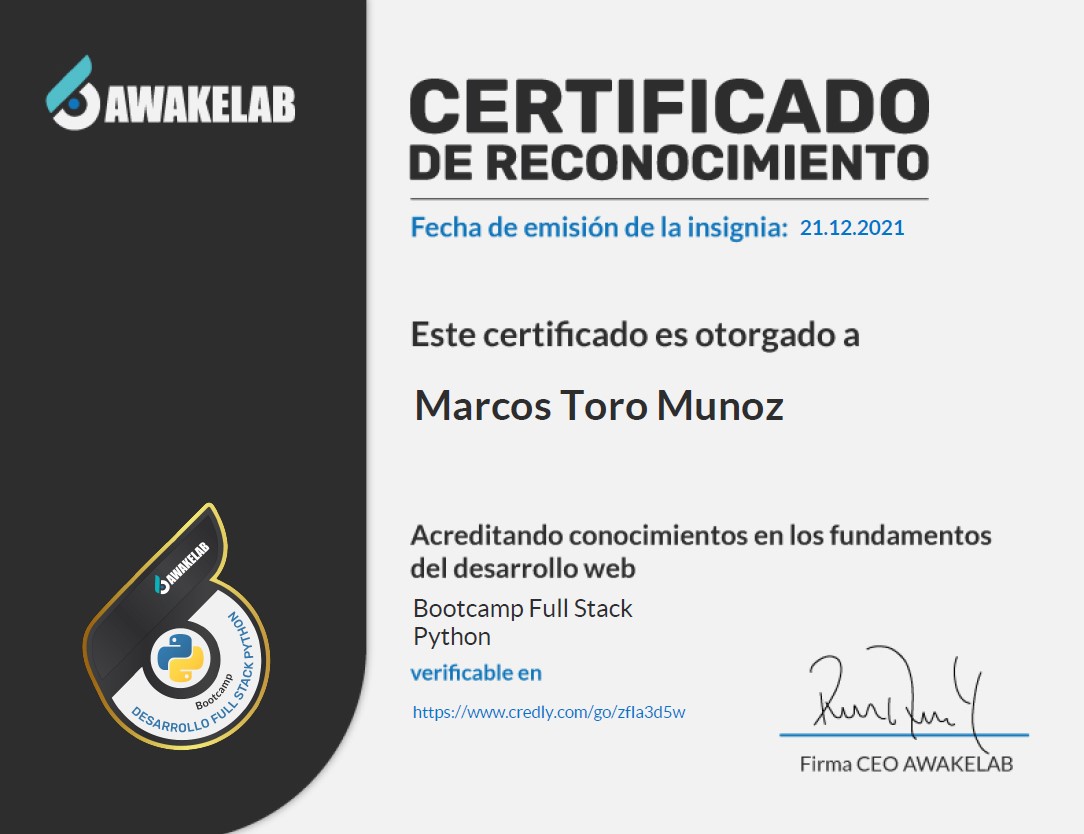 AWAKELAB
CERTIFICADO
DE RECONOCIMIENTO
Fecha de emisión de la insignia: 21.12.2021
Este certificado es otorgado a
Marcos Toro Munoz
Acreditando conocimientos en los fundamentos
del desarrollo web
Bootcamp Full Stack
Python
verificable en
https://www.credly.com/go/zfIa3d5w
Firma CEO AWAKELAB
AWAKELAB
DESARROLLO FULL STACK PYTHON
Bootcamp